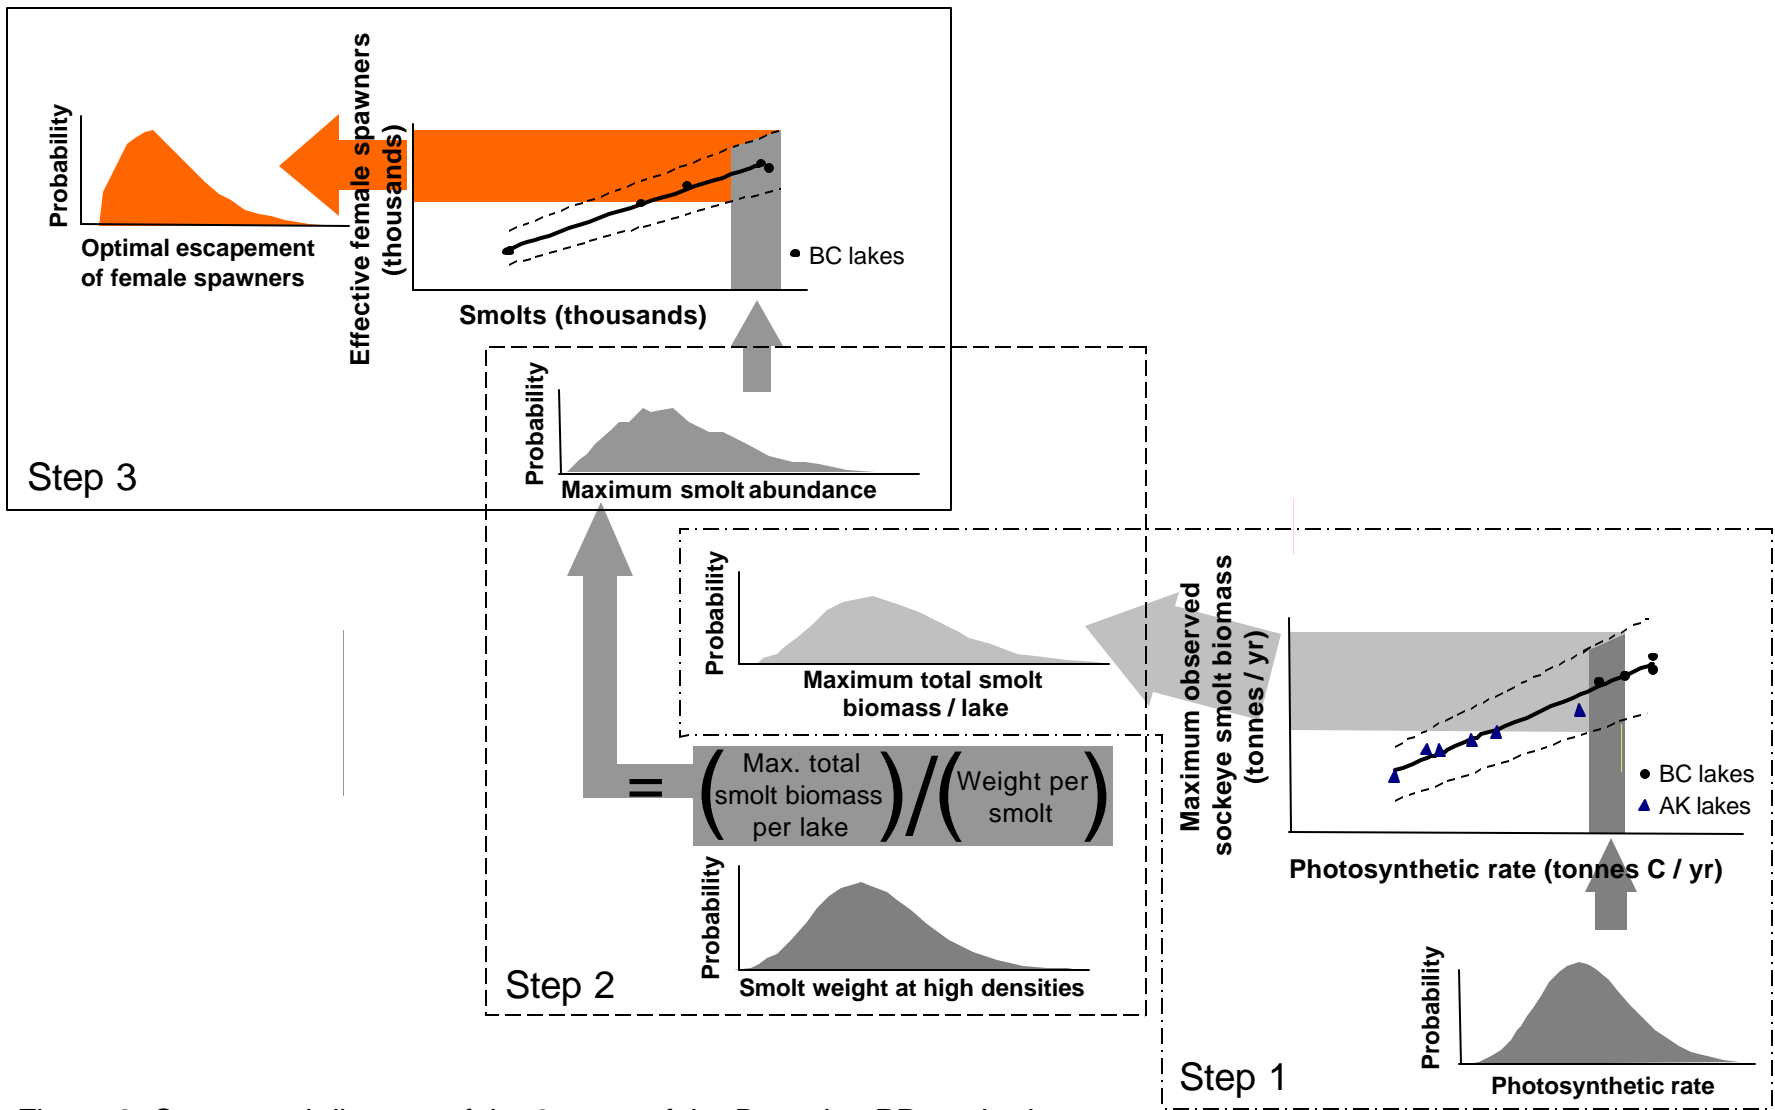 Probability
Optimal escapement
of female spawners
Effective female spawners
(thousands)
BC lakes
Smolts (thousands)
Step 3
Probability
Maximum smolt abundance
Probability
Maximum total smolt
biomass / lake
Maximum observed
sockeye smolt biomass
(tonnes / yr)
BC lakes
AK lakes
Photosynthetic rate (tonnes C / yr)
= (Max. total
smolt biomass
per lake) / (Weight per
smolt)
Probability
Smolt weight at high densities
Step 2
Probability
Photosynthetic rate
Step 1